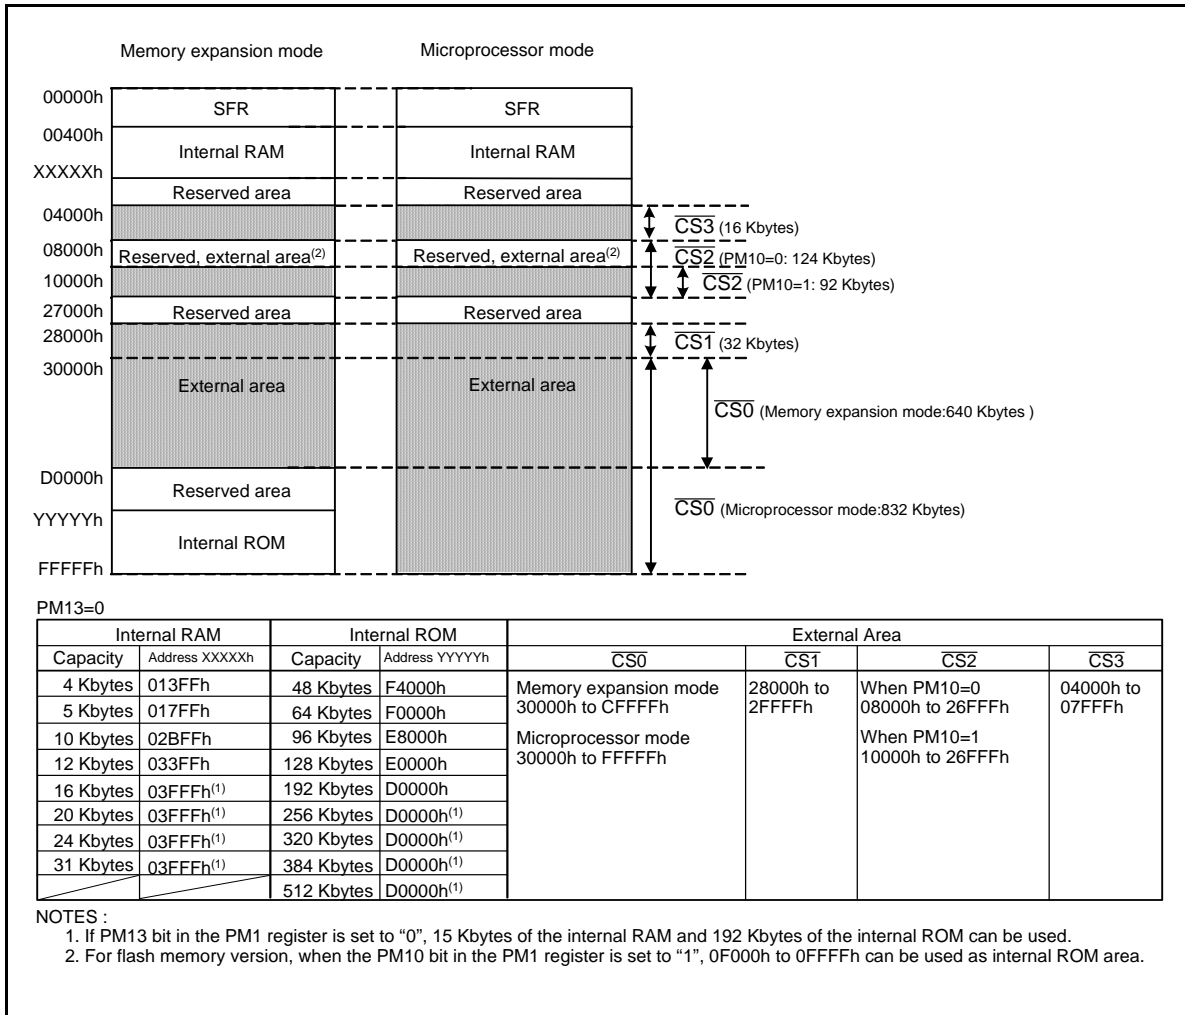 Memory expansion mode
Microprocessor mode
00000h
SFR
SFR
00400h
Internal RAM
Internal RAM
XXXXXh
Reserved area
Reserved area
04000h
CS3 (16 Kbytes)
08000h
Reserved, external area(2)
Reserved, external area(2)
CS2 (PM10=0: 124 Kbytes)
10000h
CS2 (PM10=1: 92 Kbytes)
27000h
Reserved area
Reserved area
28000h
CS1 (32 Kbytes)
30000h
External area
External area
CS0 (Memory expansion mode:640 Kbytes )
D0000h
Reserved area
CS0 (Microprocessor mode:832 Kbytes)
YYYYYh
Internal ROM
FFFFFh
PM13=0
Internal RAM Internal ROM External Area
Capacity Address XXXXXh Capacity Address YYYYYh CS0 CS1 CS2 CS3
4 Kbytes 013FFh 48 Kbytes F4000h Memory expansion mode 28000h to When PM10=0 04000h to
5 Kbytes 017FFh 64 Kbytes F0000h 30000h to CFFFFh 2FFFFh 08000h to 26FFFh 07FFFh
10 Kbytes 02BFFh 96 Kbytes E8000h Microprocessor mode When PM10=1
12 Kbytes 033FFh 128 Kbytes E0000h 30000h to FFFFFh 10000h to 26FFFh
16 Kbytes 03FFFh(1) 192 Kbytes D0000h
20 Kbytes 03FFFh(1) 256 Kbytes D0000h(1)
24 Kbytes 03FFFh(1) 320 Kbytes D0000h(1)
31 Kbytes 03FFFh(1) 384 Kbytes D0000h(1)
512 Kbytes D0000h(1)
NOTES :
1. If PM13 bit in the PM1 register is set to “0”, 15 Kbytes of the internal RAM and 192 Kbytes of the internal ROM can be used.
2. For flash memory version, when the PM10 bit in the PM1 register is set to “1”, 0F000h to 0FFFFh can be used as internal ROM area.